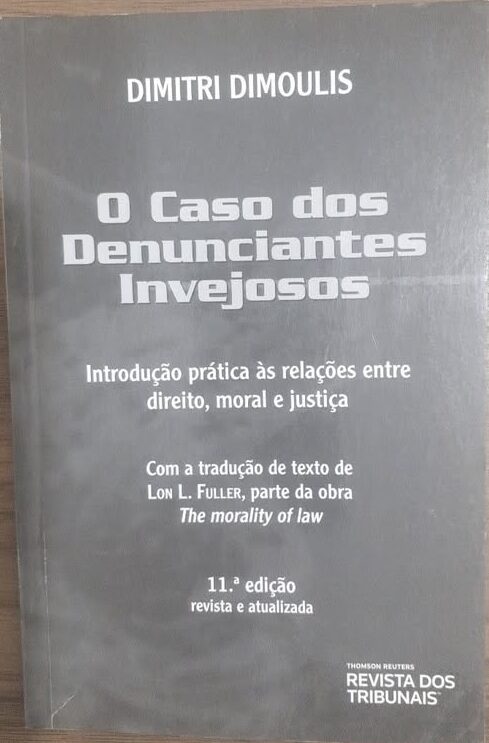 DIMITRI DIMOULIS
O Caso dos
Denunciantes
Invejosos
Introdução prática às relações entre
direito, moral e justiça
Com a tradução de texto de
LON L. FULLER, parte da obra
The morality of law
11.ª edição
revista e atualizada
THOMSON REUTERS
REVISTA DOS
TRIBUNAIS™